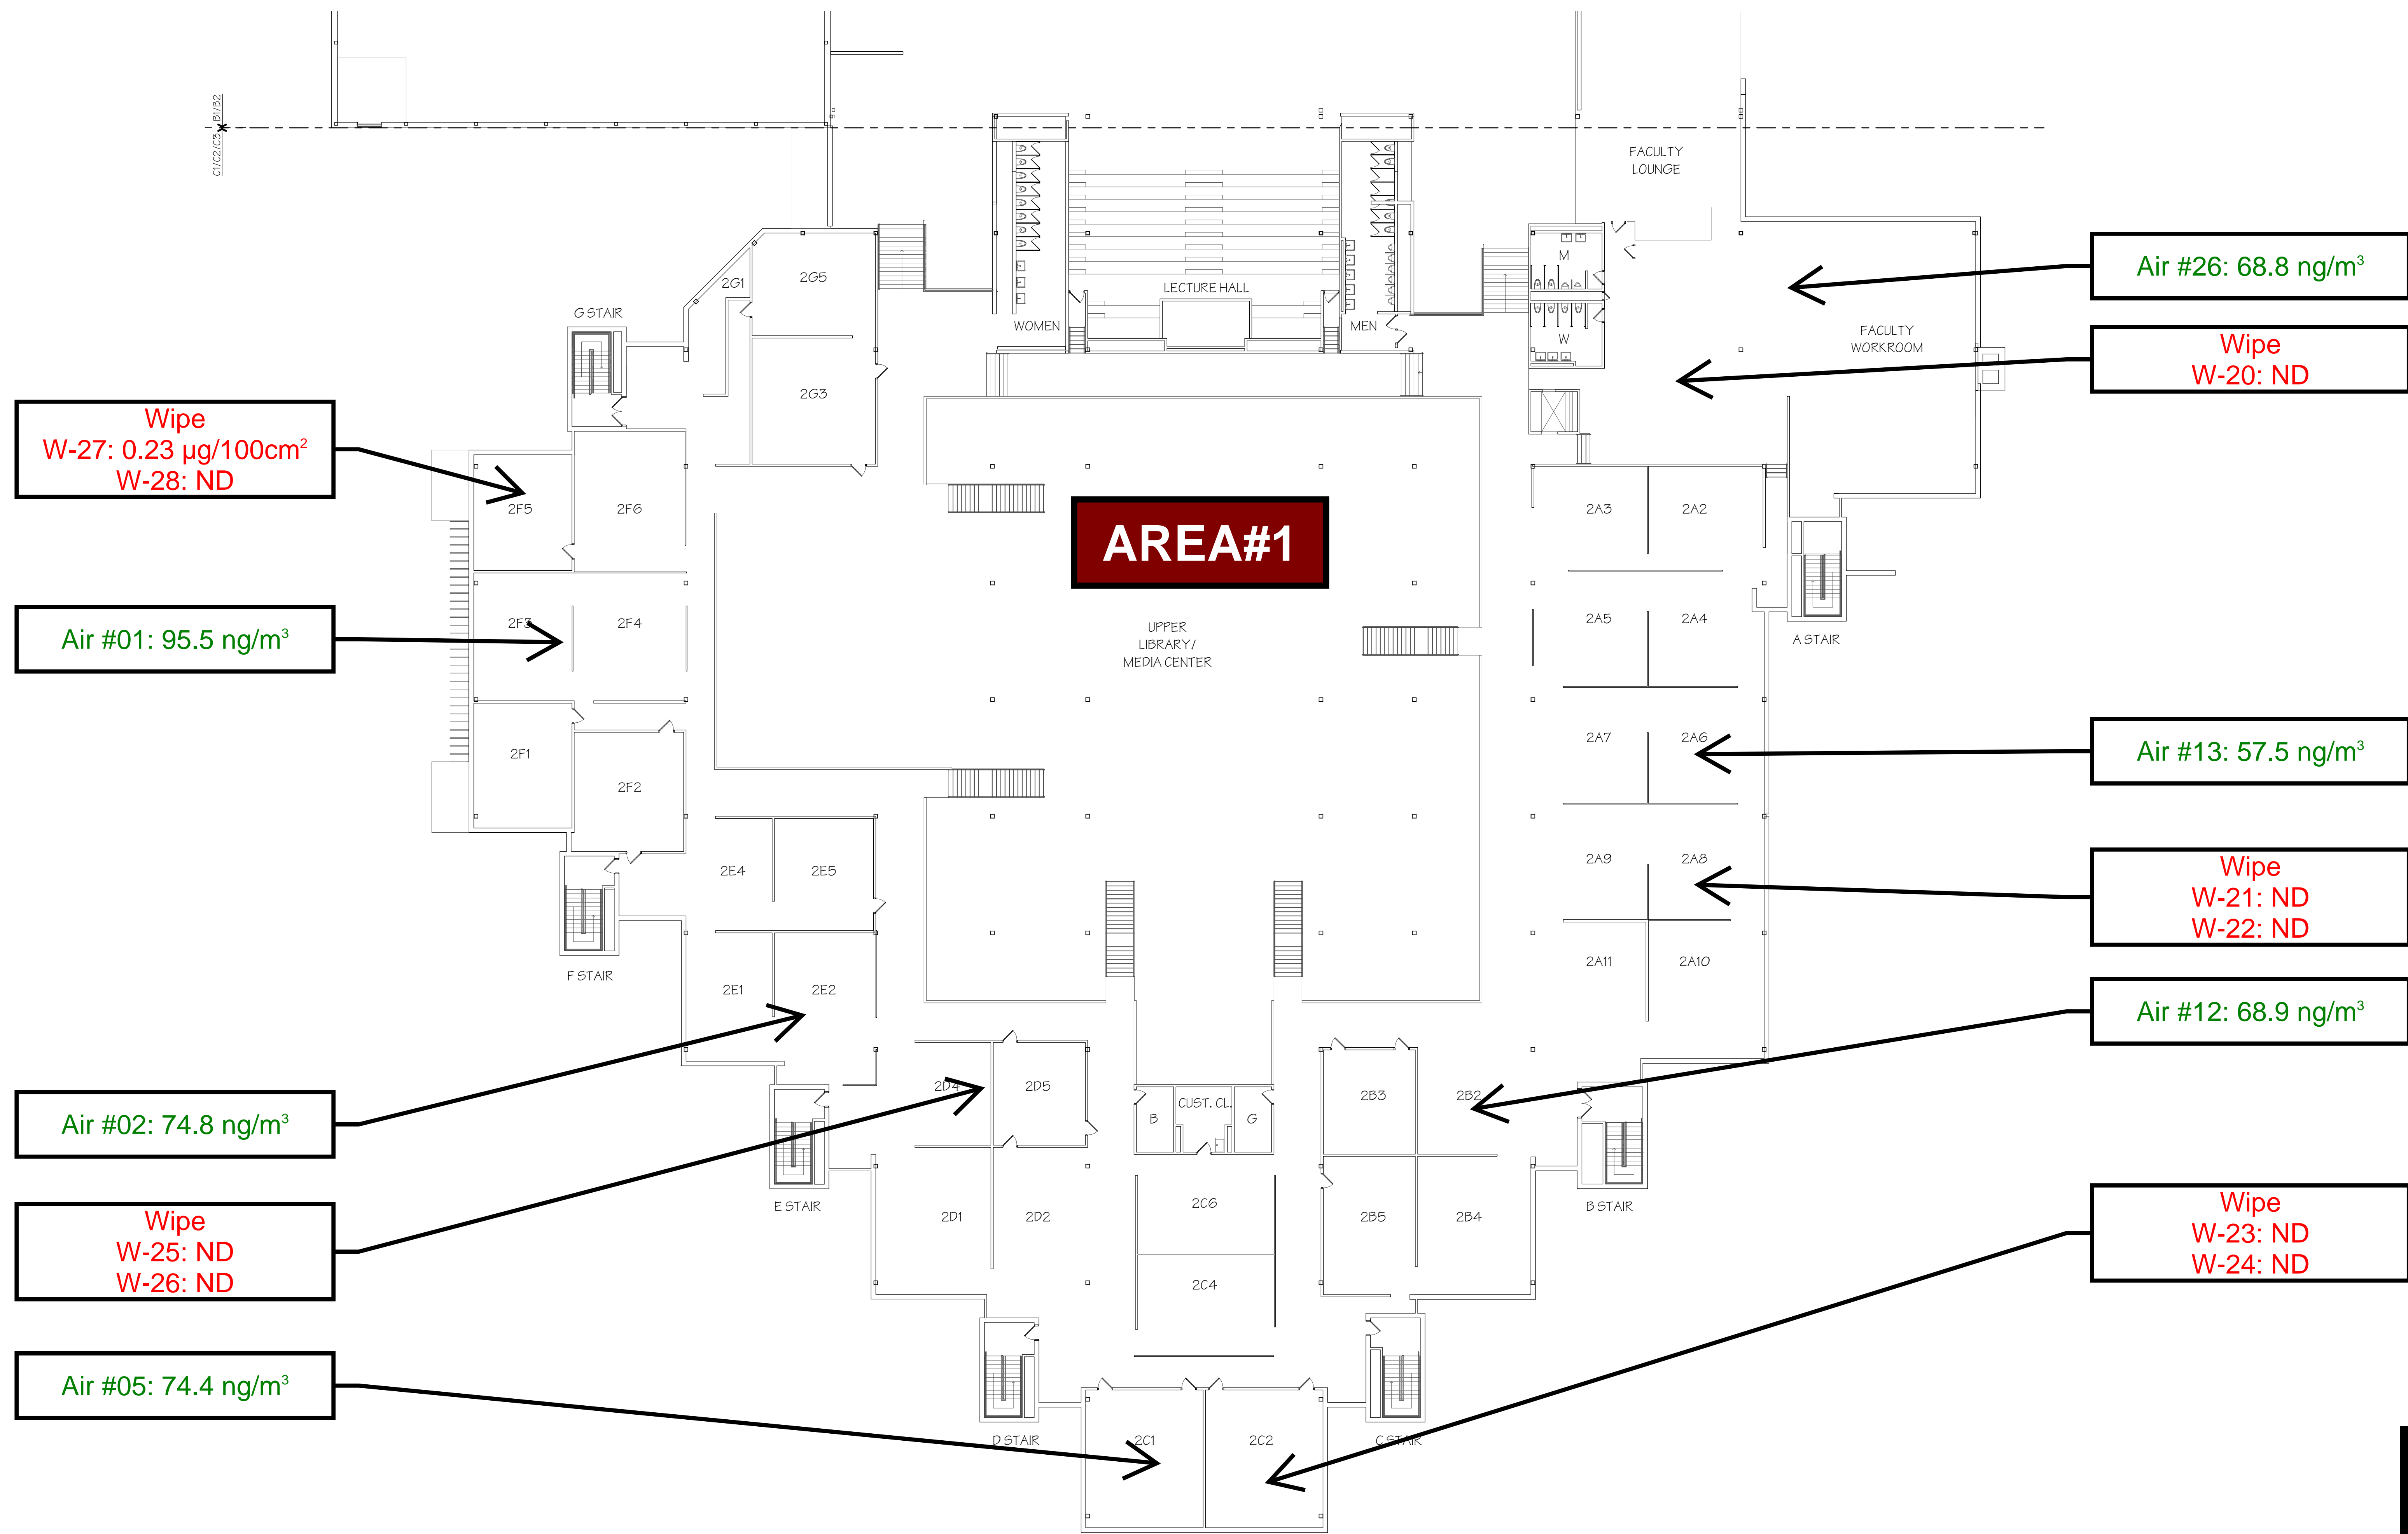 C1/C2/C3 B1/B2
FACULTY
LOUNGE
M
W
FACULTY
WORKROOM
LECTURE HALL
WOMEN
MEN
2G1
2G5
2G3
G STAIR
Air #26: 68.8 ng/m³
Wipe
W-20: ND
Wipe
W-27: 0.23 µg/100cm²
W-28: ND
2F5
2F6
AREA#1
2A3
2A2
Air #01: 95.5 ng/m³
2F3
2F4
UPPER
LIBRARY/
MEDIA CENTER
2A5
2A4
A STAIR
2F1
2F2
2A7
2A6
Air #13: 57.5 ng/m³
2E4
2E5
2A9
2A8
Wipe
W-21: ND
W-22: ND
F STAIR
2E1
2E2
2A11
2A10
Air #12: 68.9 ng/m³
Air #02: 74.8 ng/m³
2D4
2D5
B
CUST. CL.
G
2B3
2B2
Wipe
W-25: ND
W-26: ND
E STAIR
2D1
2D2
2C6
2B5
2B4
B STAIR
Wipe
W-23: ND
W-24: ND
2C4
Air #05: 74.4 ng/m³
D STAIR
2C1
2C2
C STAIR